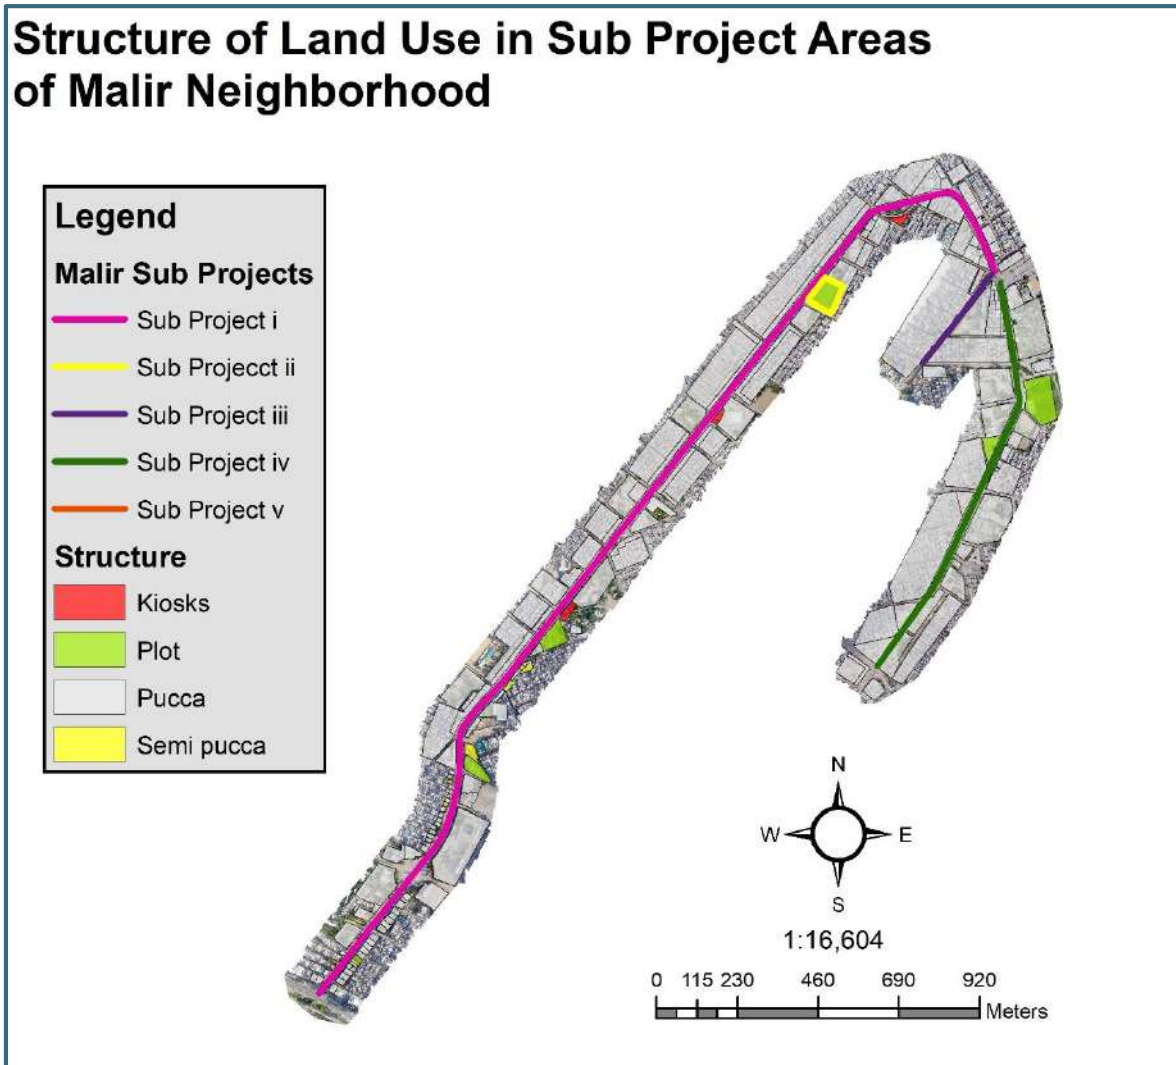 Structure of Land Use in Sub Project Areas
of Malir Neighborhood
Legend
Malir Sub Projects
Sub Project i
Sub Projecct ii
Sub Project iii
Sub Project iv
Sub Project v
Structure
Kiosks
Plot
Pucca
Semi pucca
N
W E
S
1:16,604
0 115 230 460 690 920
Meters